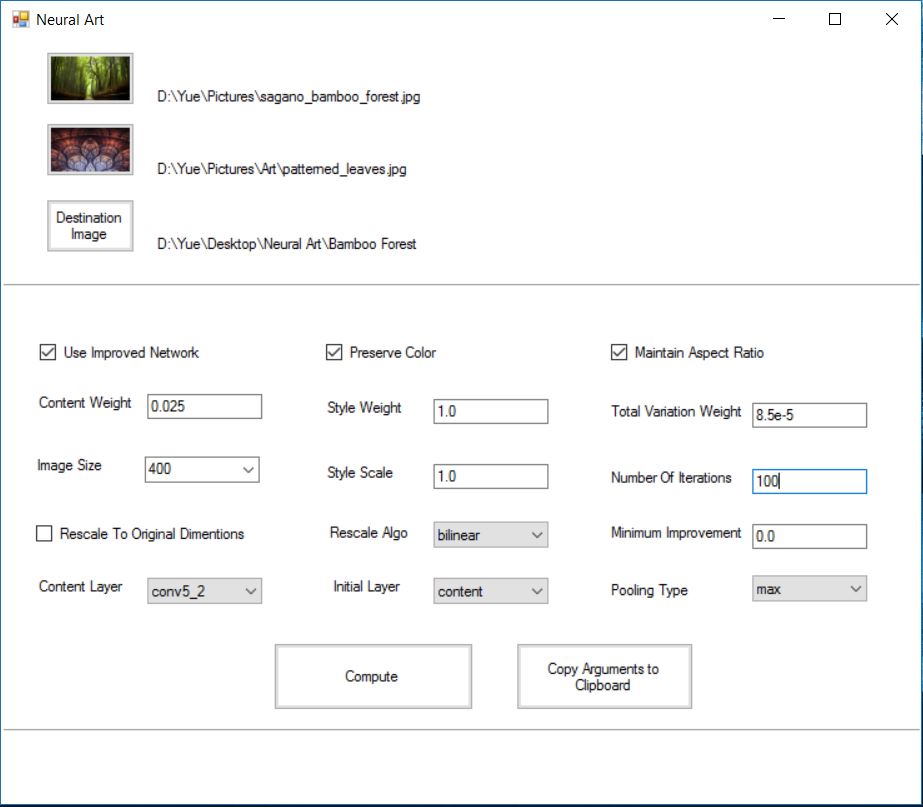 Neural Art
D:\Yue\Pictures\sagano_bamboo_forest.jpg
D:\Yue\Pictures\Art\patterned_leaves.jpg
Destination
Image
D:\Yue\Desktop\Neural Art\Bamboo Forest
Use Improved Network
Preserve Color
Maintain Aspect Ratio
Content Weight
0.025
Style Weight
1.0
Total Variation Weight
8.5e-5
Image Size
400
Style Scale
1.0
Number Of Iterations
100
Rescale To Original Dimentions
Rescale Algo
bilinear
Minimum Improvement
0.0
Content Layer
conv5_2
Initial Layer
content
Pooling Type
max
Compute
Copy Arguments to
Clipboard